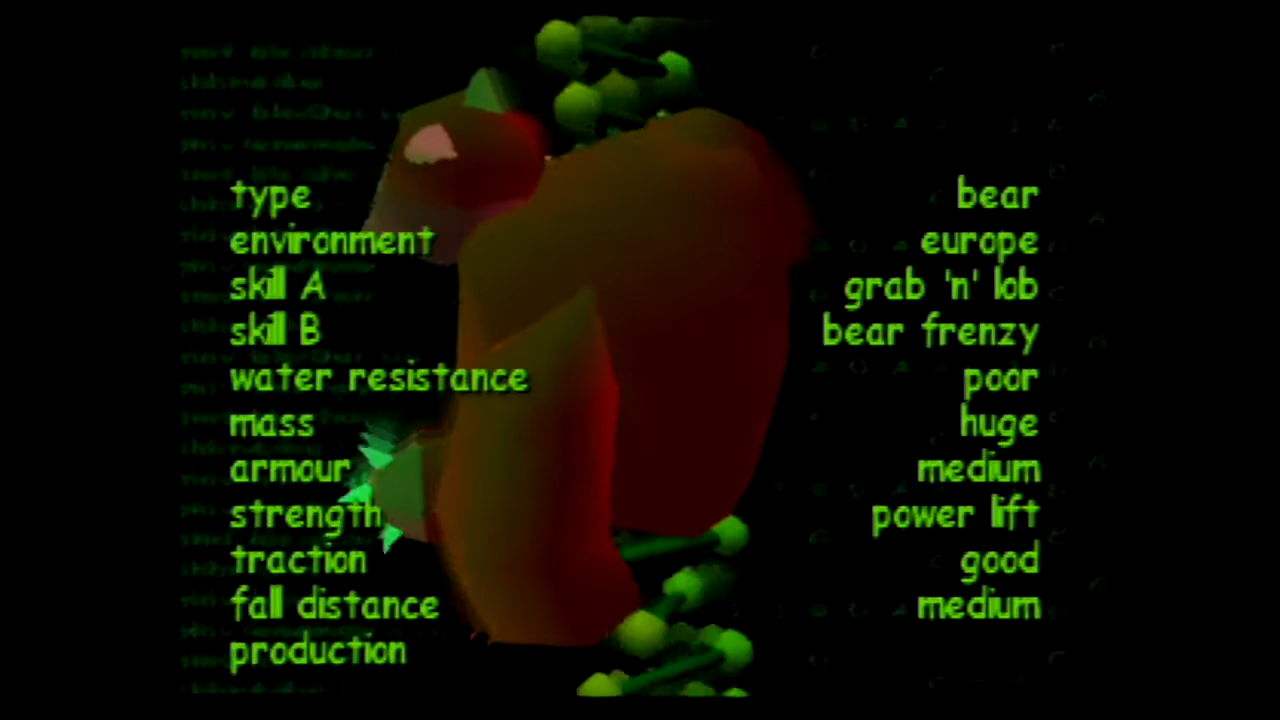 type bear
environment europe
skill A grab 'n' lob
skill B bear frenzy
water resistance poor
mass huge
armour medium
strength power lift
traction good
fall distance medium
production